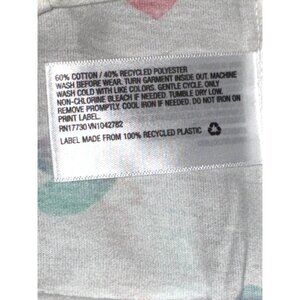 60% COTTON / 40% RECYCLED POLYESTER
WASH BEFORE WEAR. TURN GARMENT INSIDE OUT. MACHINE
WASH COLD WITH LIKE COLORS. GENTLE CYCLE. ONLY
NON-CHLORINE BLEACH IF NEEDED. TUMBLE DRY LOW.
REMOVE PROMPTLY. COOL IRON IF NEEDED. DO NOT IRON ON
PRINT LABEL.
RN17730 VN1042782
LABEL MADE FROM 100% RECYCLED PLASTIC